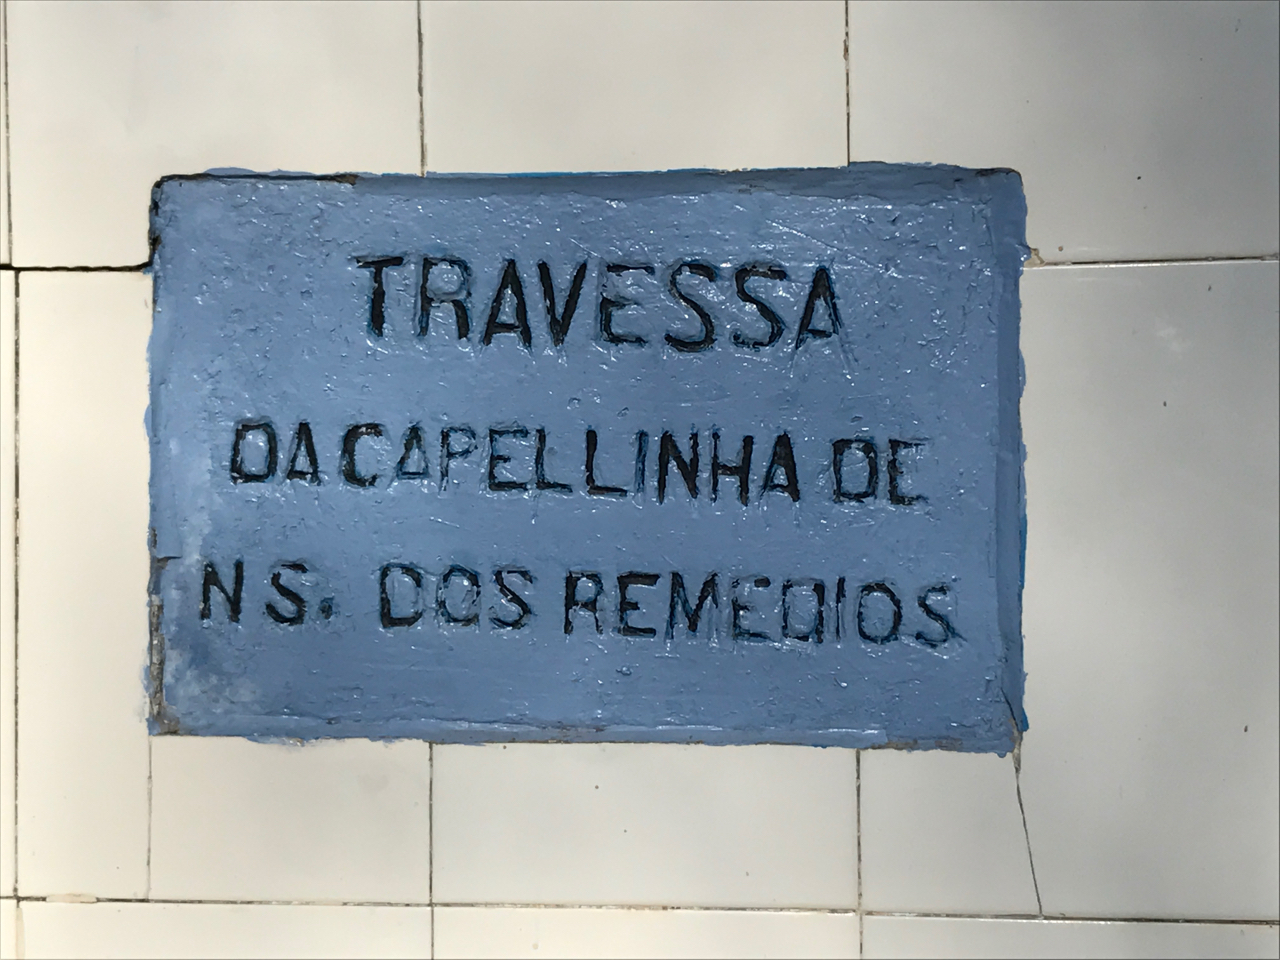 TRAVESSA
DA CAPELLINHA DE
NS. DOS REMEDIOS